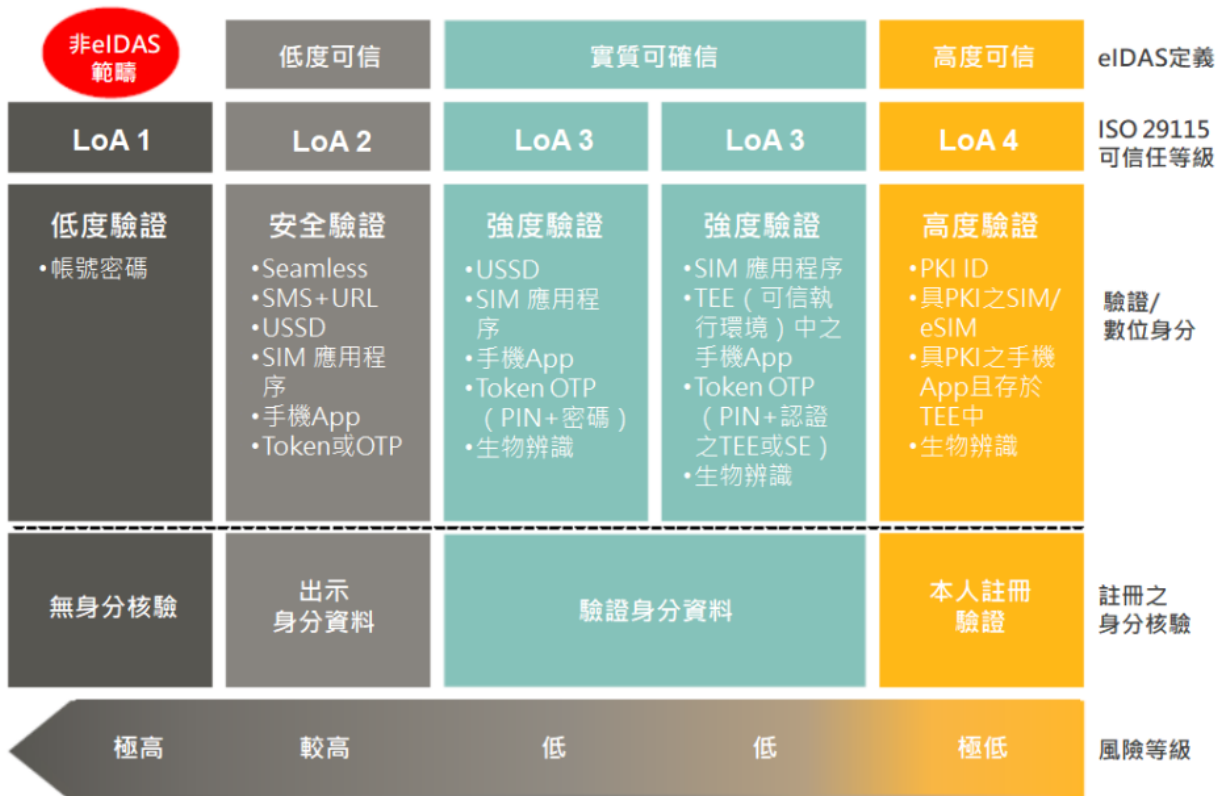 非eIDAS
範疇
低度可信
實質可確信
高度可信
eIDAS定義
LoA 1
LoA 2
LoA 3
LoA 3
LoA 4
ISO 29115
可信任等級
低度驗證
•帳號密碼
安全驗證
•Seamless
•SMS+URL
•USSD
•SIM 應用程
序
•手機App
•Token或OTP
強度驗證
•USSD
•SIM 應用程
序
•手機App
•Token OTP
（PIN+密碼）
•生物辨識
強度驗證
•SIM 應用程序
•TEE（可信執
行環境）中之
手機App
•Token OTP
（PIN+認證
之TEE或SE）
•生物辨識
高度驗證
•PKI ID
•具PKI之SIM/
eSIM
•具PKI之手機
App且存於
TEE中
•生物辨識
驗證/
數位身分
無身分核驗
出示
身分資料
驗證身分資料
本人註冊
驗證
註冊之
身分核驗
極高
較高
低
低
極低
風險等級